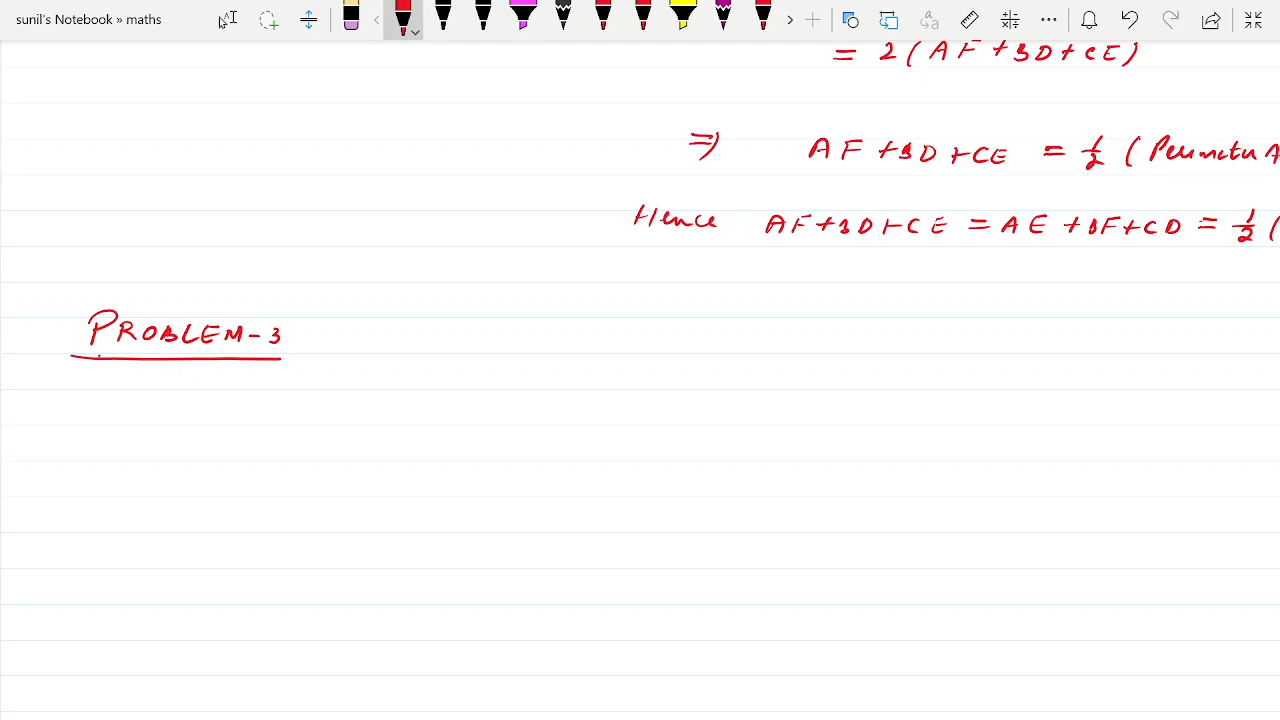 sunil's Notebook » maths
= 2(AF+BD+CE)
⇒ AF+BD+CE = 1/2 (Perimeter A
Hence AF+BD+CE = AE+BF+CD = 1/2 (
PROBLEM-3